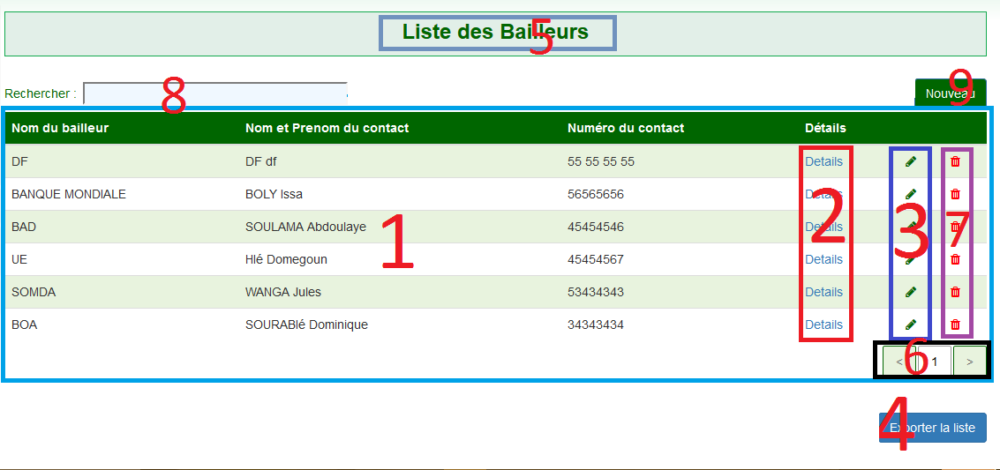 Liste des Bailleurs
5
Rechercher :
8
Nouveau
9
Nom du bailleur Nom et Prenom du contact Numéro du contact Détails
DF DF df 55 55 55 55 Details
BANQUE MONDIALE BOLY Issa 56565656 Details
BAD SOULAMA Abdoulaye 45454546 Details
1 2 3 7
UE Hlé Domegoun 45454567 Details
SOMDA WANGA Jules 53434343 Details
BOA SOURABlé Dominique 34343434 Details
< 6 1 >
4
Exporter la liste